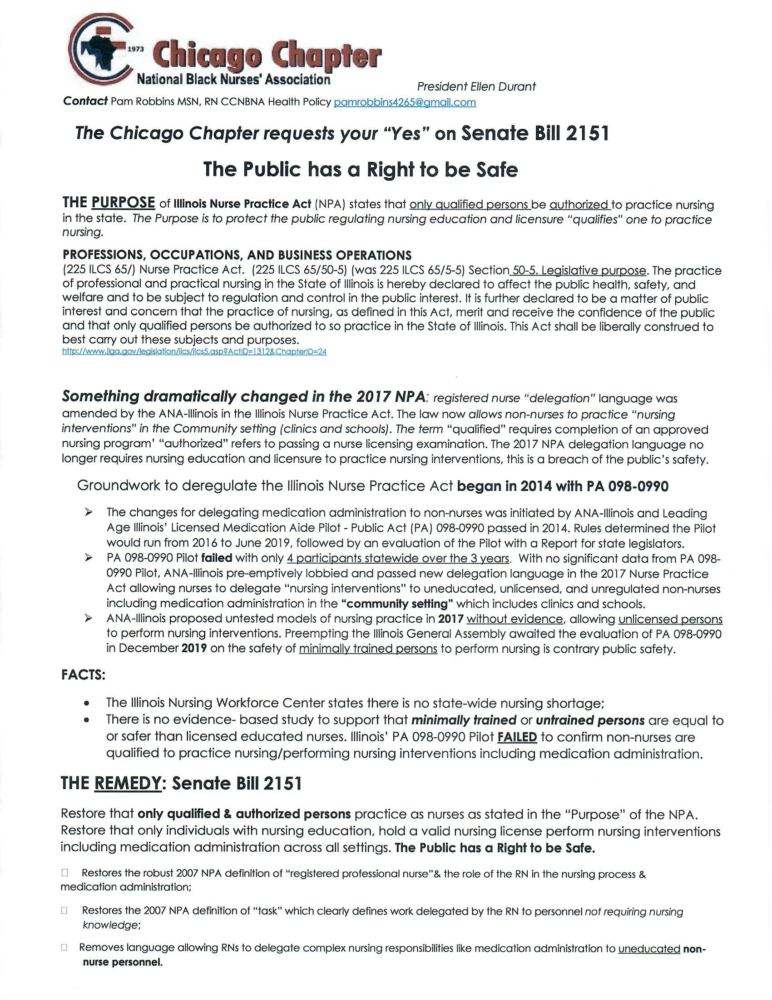 1973 Chicago Chapter
National Black Nurses' Association
President Ellen Durant
Contact Pam Robbins MSN, RN CCNBNA Health Policy pamrobbins4265@gmail.com
The Chicago Chapter requests your “Yes” on Senate Bill 2151
The Public has a Right to be Safe
THE PURPOSE of Illinois Nurse Practice Act (NPA) states that only qualified persons be authorized to practice nursing
in the state. The Purpose is to protect the public regulating nursing education and licensure “qualifies” one to practice
nursing.
PROFESSIONS, OCCUPATIONS, AND BUSINESS OPERATIONS
(225 ILCS 65/) Nurse Practice Act. (225 ILCS 65/50-5) (was 225 ILCS 65/5-5) Section 50-5. Legislative purpose. The practice
of professional and practical nursing in the State of Illinois is hereby declared to affect the public health, safety, and
welfare and to be subject to regulation and control in the public interest. It is further declared to be a matter of public
interest and concern that the practice of nursing, as defined in this Act, merit and receive the confidence of the public
and that only qualified persons be authorized to so practice in the State of Illinois. This Act shall be liberally construed to
best carry out these subjects and purposes.
http://www.ilga.gov/legislation/ilcs/ilcs5.asp?ActID=1312&ChapterID=24
Something dramatically changed in the 2017 NPA: registered nurse “delegation” language was
amended by the ANA-Illinois in the Illinois Nurse Practice Act. The law now allows non-nurses to practice “nursing
interventions” in the Community setting (clinics and schools). The term “qualified” requires completion of an approved
nursing program' “authorized” refers to passing a nurse licensing examination. The 2017 NPA delegation language no
longer requires nursing education and licensure to practice nursing interventions, this is a breach of the public's safety.
Groundwork to deregulate the Illinois Nurse Practice Act began in 2014 with PA 098-0990
➢ The changes for delegating medication administration to non-nurses was initiated by ANA-Illinois and Leading
Age Illinois' Licensed Medication Aide Pilot - Public Act (PA) 098-0990 passed in 2014. Rules determined the Pilot
would run from 2016 to June 2019, followed by an evaluation of the Pilot with a Report for state legislators.
➢ PA 098-0990 Pilot failed with only 4 participants statewide over the 3 years. With no significant data from PA 098-
0990 Pilot, ANA-Illinois pre-emptively lobbied and passed new delegation language in the 2017 Nurse Practice
Act allowing nurses to delegate “nursing interventions” to uneducated, unlicensed, and unregulated non-nurses
including medication administration in the “community setting” which includes clinics and schools.
➢ ANA-Illinois proposed untested models of nursing practice in 2017 without evidence, allowing unlicensed persons
to perform nursing interventions. Preempting the Illinois General Assembly awaited the evaluation of PA 098-0990
in December 2019 on the safety of minimally trained persons to perform nursing is contrary public safety.
FACTS:
• The Illinois Nursing Workforce Center states there is no state-wide nursing shortage;
• There is no evidence- based study to support that minimally trained or untrained persons are equal to
or safer than licensed educated nurses. Illinois' PA 098-0990 Pilot FAILED to confirm non-nurses are
qualified to practice nursing/performing nursing interventions including medication administration.
THE REMEDY: Senate Bill 2151
Restore that only qualified & authorized persons practice as nurses as stated in the “Purpose” of the NPA.
Restore that only individuals with nursing education, hold a valid nursing license perform nursing interventions
including medication administration across all settings. The Public has a Right to be Safe.
□ Restores the robust 2007 NPA definition of “registered professional nurse”& the role of the RN in the nursing process &
medication administration;
□ Restores the 2007 NPA definition of “task” which clearly defines work delegated by the RN to personnel not requiring nursing
knowledge;
□ Removes language allowing RNs to delegate complex nursing responsibilities like medication administration to uneducated non-
nurse personnel.